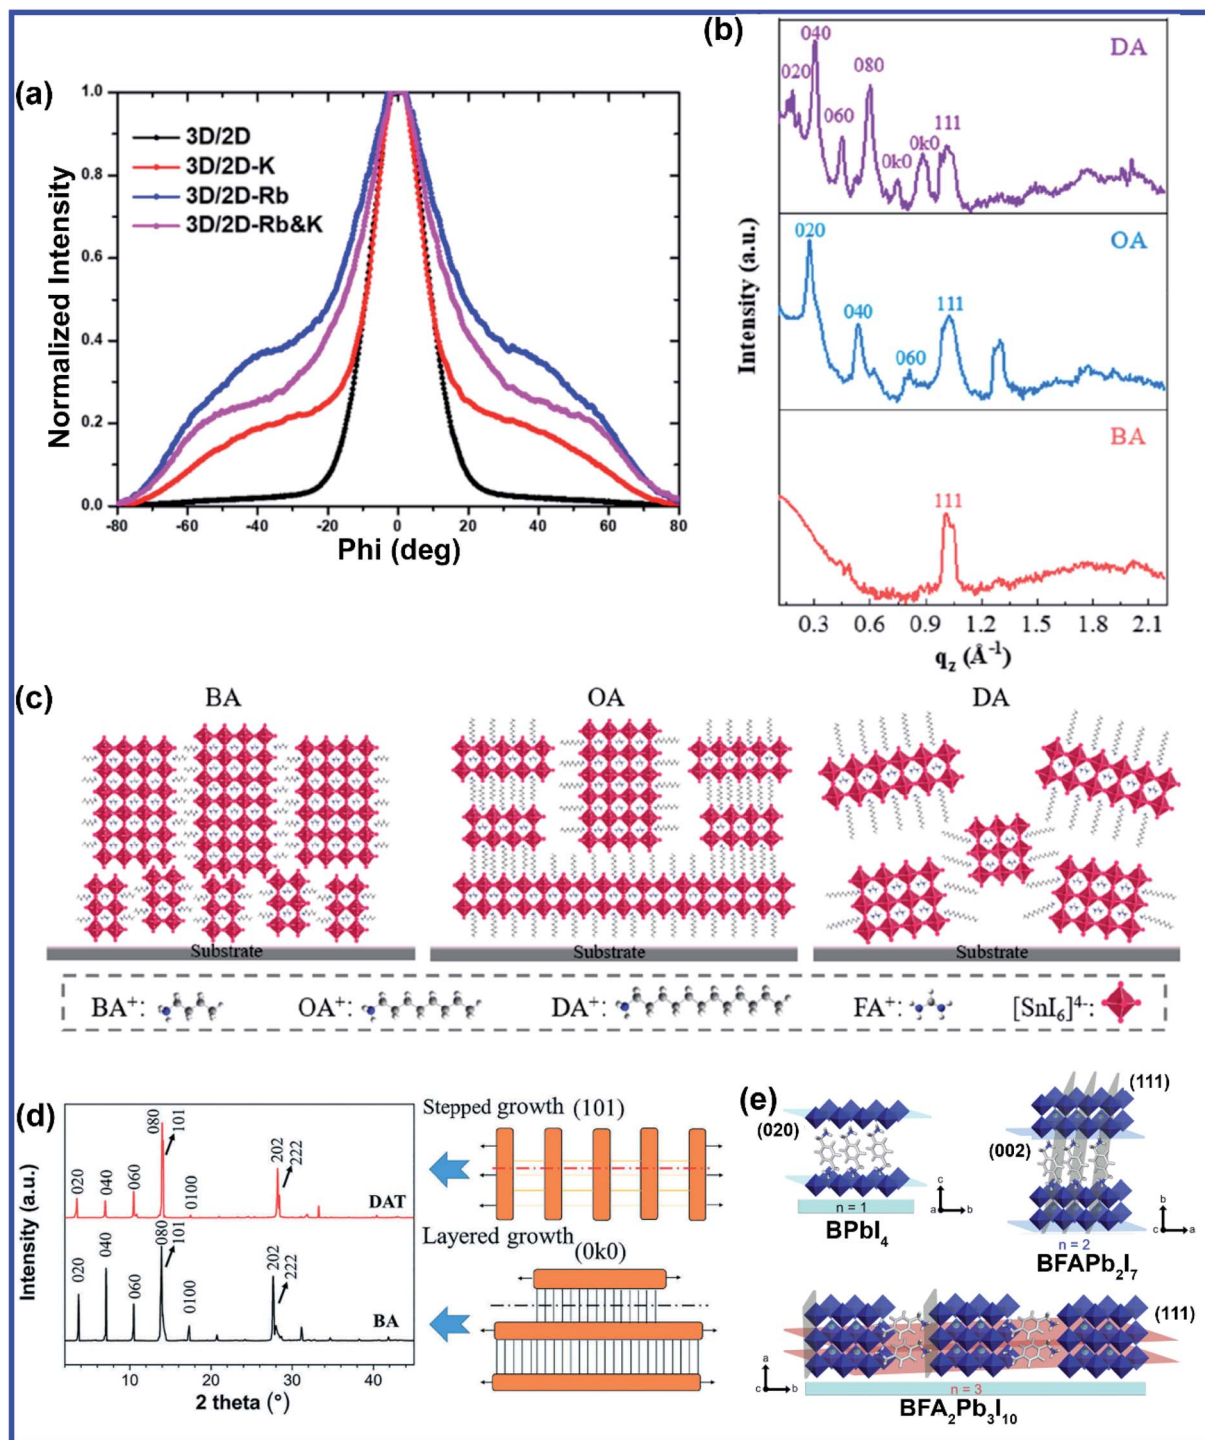 (a)
1.0
0.8
0.6
0.4
0.2
0.0
Normalized Intensity
3D/2D
3D/2D-K
3D/2D-Rb
3D/2D-Rb&K
-80 -60 -40 -20 0 20 40 60 80
Phi (deg)
(b)
DA
020 040 060 080 0k0 0k0 111
OA
020 040 060 111
BA
111
Intensity (a.u.)
0.3 0.6 0.9 1.2 1.5 1.8 2.1
qz (Å-1)
(c)
BA OA DA
Substrate Substrate Substrate
BA+: OA+: DA+: FA+: [SnI6]4-:
(d)
020 040 060 080 101 0100 202 222
DAT
020 040 060 080 101 0100 202 222
BA
Intensity (a.u.)
10 20 30 40
2 theta (°)
Stepped growth (101)
Layered growth (0k0)
(e)
(020)
n = 1
c
a b
BPbI4
(111)
(002)
n = 2
b
c a
BFAPb2I7
(111)
a
c b
n = 3
BFA2Pb3I10